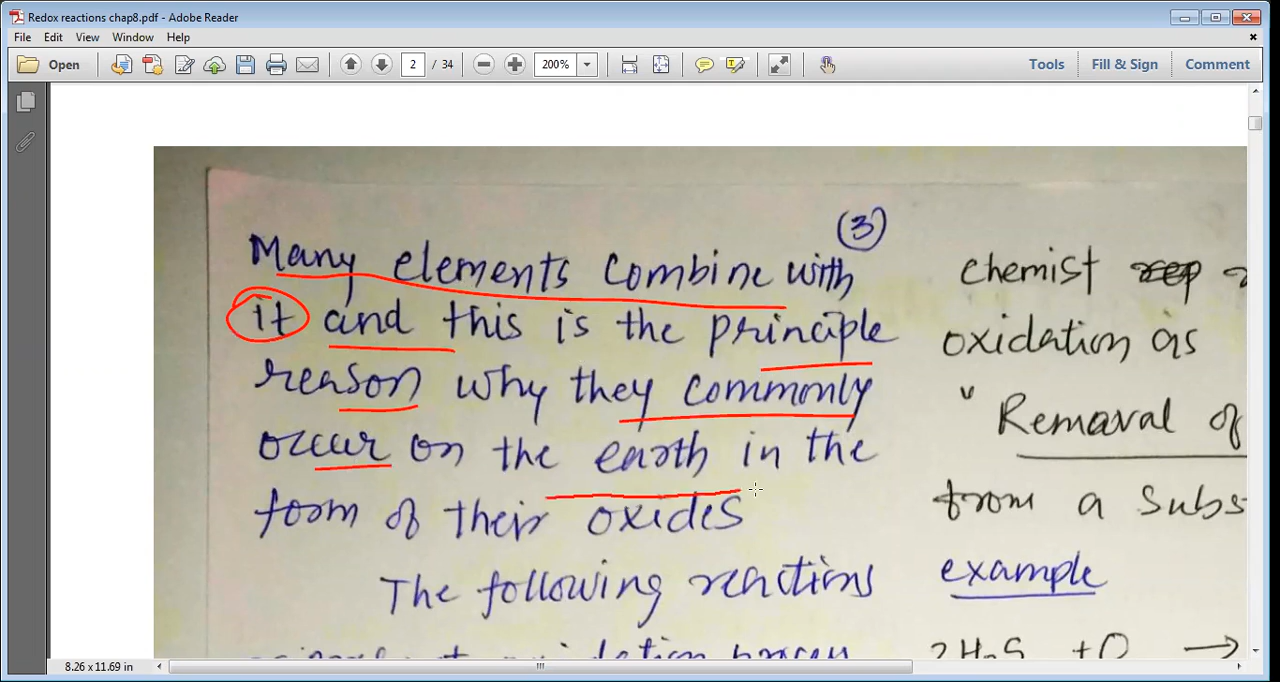 Redox reactions chap8.pdf - Adobe Reader
File Edit View Window Help
Open 2 / 34 200% Tools Fill & Sign Comment
(3)
Many elements combine with
it and this is the principle
reason why they commonly
occur on the earth in the
form of their oxides
The following reactions
oxidation
chemist
oxidation as
"Removal of
from a Subs
example
2H2S + O →
8.26 x 11.69 in